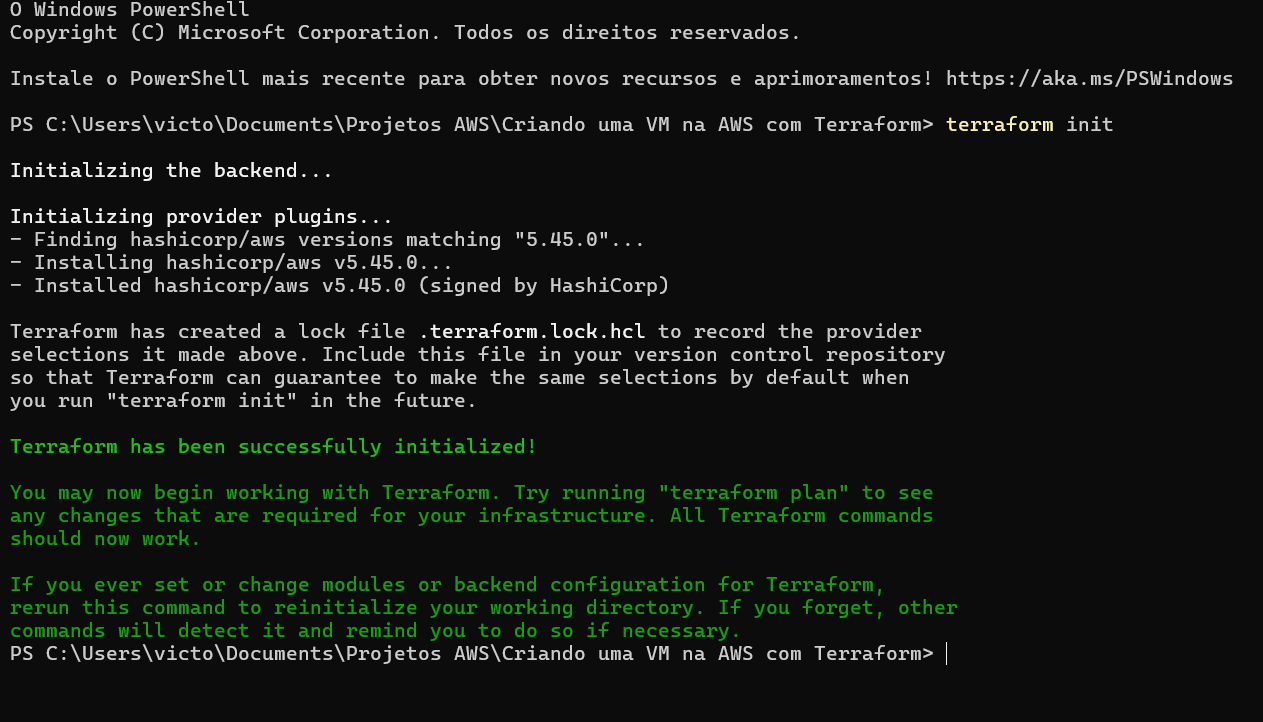 O Windows PowerShell
Copyright (C) Microsoft Corporation. Todos os direitos reservados.
Instale o PowerShell mais recente para obter novos recursos e aprimoramentos! https://aka.ms/PSWindows
PS C:\Users\victo\Documents\Projetos AWS\Criando uma VM na AWS com Terraform> terraform init
Initializing the backend...
Initializing provider plugins...
- Finding hashicorp/aws versions matching "5.45.0"...
- Installing hashicorp/aws v5.45.0...
- Installed hashicorp/aws v5.45.0 (signed by HashiCorp)
Terraform has created a lock file .terraform.lock.hcl to record the provider
selections it made above. Include this file in your version control repository
so that Terraform can guarantee to make the same selections by default when
you run "terraform init" in the future.
Terraform has been successfully initialized!
You may now begin working with Terraform. Try running "terraform plan" to see
any changes that are required for your infrastructure. All Terraform commands
should now work.
If you ever set or change modules or backend configuration for Terraform,
rerun this command to reinitialize your working directory. If you forget, other
commands will detect it and remind you to do so if necessary.
PS C:\Users\victo\Documents\Projetos AWS\Criando uma VM na AWS com Terraform>